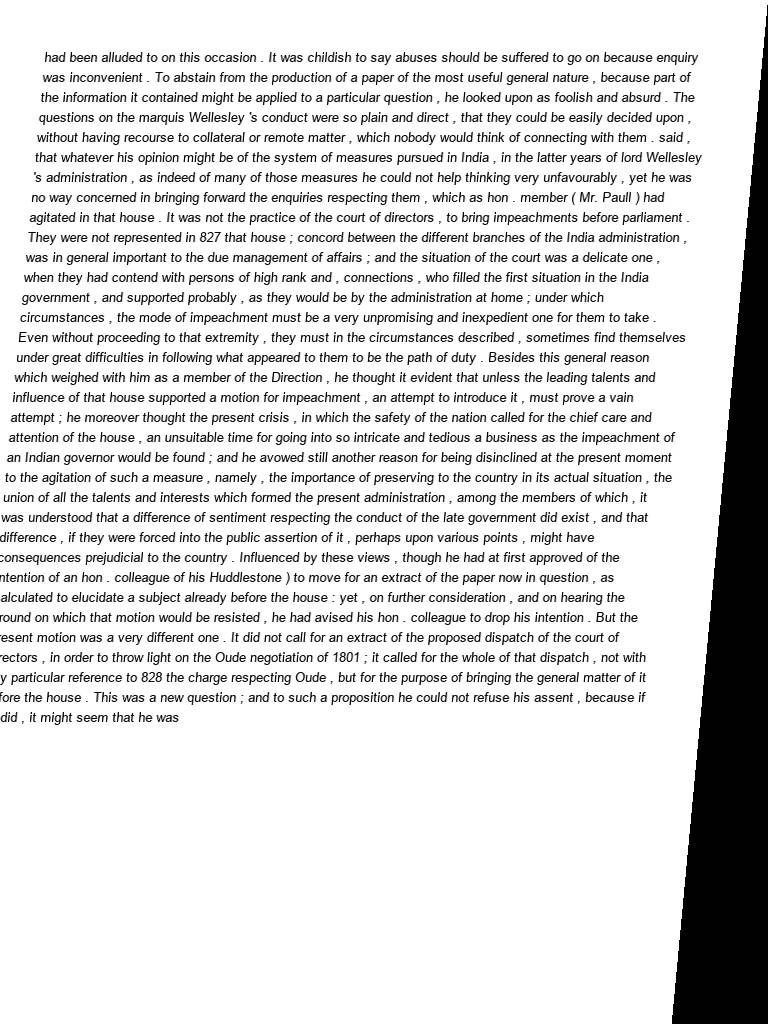 had been alluded to on this occasion . It was childish to say abuses should be suffered to go on because enquiry
was inconvenient . To abstain from the production of a paper of the most useful general nature , because part of
the information it contained might be applied to a particular question , he looked upon as foolish and absurd . The
questions on the marquis Wellesley 's conduct were so plain and direct , that they could be easily decided upon ,
without having recourse to collateral or remote matter , which nobody would think of connecting with them . said ,
that whatever his opinion might be of the system of measures pursued in India , in the latter years of lord Wellesley
's administration , as indeed of many of those measures he could not help thinking very unfavourably , yet he was
no way concerned in bringing forward the enquiries respecting them , which as hon . member ( Mr. Paull ) had
agitated in that house . It was not the practice of the court of directors , to bring impeachments before parliament .
They were not represented in 827 that house ; concord between the different branches of the India administration ,
was in general important to the due management of affairs ; and the situation of the court was a delicate one ,
when they had contend with persons of high rank and , connections , who filled the first situation in the India
government , and supported probably , as they would be by the administration at home ; under which
circumstances , the mode of impeachment must be a very unpromising and inexpedient one for them to take .
Even without proceeding to that extremity , they must in the circumstances described , sometimes find themselves
under great difficulties in following what appeared to them to be the path of duty . Besides this general reason
which weighed with him as a member of the Direction , he thought it evident that unless the leading talents and
influence of that house supported a motion for impeachment , an attempt to introduce it , must prove a vain
attempt ; he moreover thought the present crisis , in which the safety of the nation called for the chief care and
attention of the house , an unsuitable time for going into so intricate and tedious a business as the impeachment of
an Indian governor would be found ; and he avowed still another reason for being disinclined at the present moment
to the agitation of such a measure , namely , the importance of preserving to the country in its actual situation , the
union of all the talents and interests which formed the present administration , among the members of which , it
was understood that a difference of sentiment respecting the conduct of the late government did exist , and that
difference , if they were forced into the public assertion of it , perhaps upon various points , might have
consequences prejudicial to the country . Influenced by these views , though he had at first approved of the
ntention of an hon . colleague of his Huddlestone ) to move for an extract of the paper now in question , as
alculated to elucidate a subject already before the house : yet , on further consideration , and on hearing the
round on which that motion would be resisted , he had avised his hon . colleague to drop his intention . But the
resent motion was a very different one . It did not call for an extract of the proposed dispatch of the court of
rectors , in order to throw light on the Oude negotiation of 1801 ; it called for the whole of that dispatch , not with
y particular reference to 828 the charge respecting Oude , but for the purpose of bringing the general matter of it
fore the house . This was a new question ; and to such a proposition he could not refuse his assent , because if
did , it might seem that he was